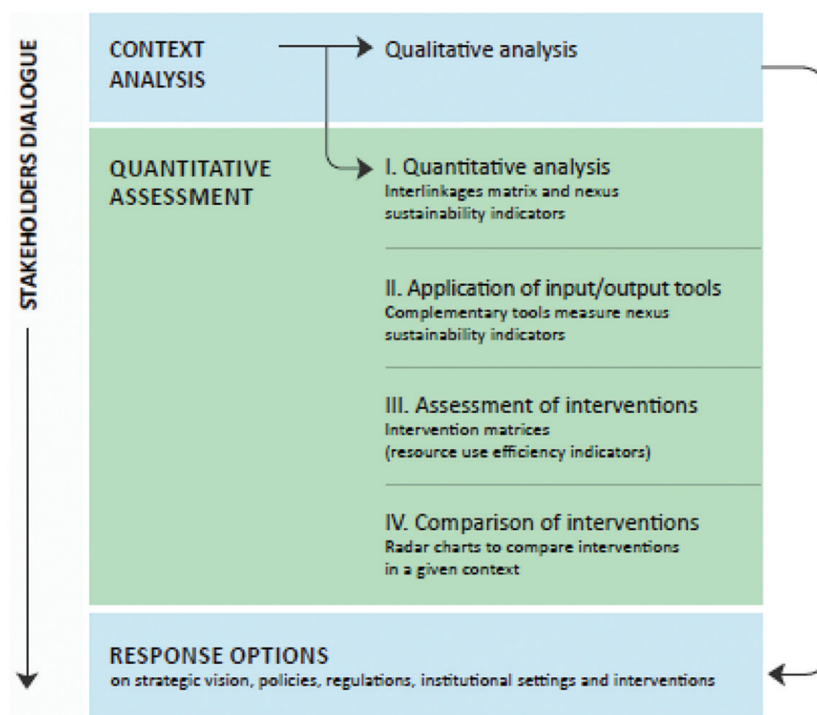 STAKEHOLDERS DIALOGUE
CONTEXT
ANALYSIS
Qualitative analysis
QUANTITATIVE
ASSESSMENT
I. Quantitative analysis
Interlinkages matrix and nexus
sustainability indicators
II. Application of input/output tools
Complementary tools measure nexus
sustainability indicators
III. Assessment of interventions
Intervention matrices
(resource use efficiency indicators)
IV. Comparison of interventions
Radar charts to compare interventions
in a given context
RESPONSE OPTIONS
on strategic vision, policies, regulations, institutional settings and interventions